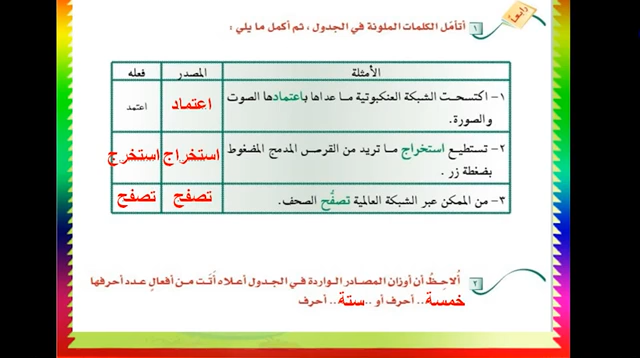 رابعاً
١ أتأمّل الكلمات الملونة في الجدول ، ثم أكمل ما يلي :
الأمثلة المصدر فعله
١- اكتسحت الشبكة العنكبوتية ما عداها باعتمادها الصوت
والصورة. اعتماد اعتمد
٢- تستطيع استخراج ما تريد من القرص المدمج المضغوط
بضغطة زر . استخراج استخرج
٣- من الممكن عبر الشبكة العالمية تصفُّح الصحف. تصفح تصفح
٢ ألاحِظُ أن أوزان المصادر الواردة في الجدول أعلاه أَتَت من أفعالٍ عدد أحرفها
خمسة.. أحرف أو ..ستة.. أحرف